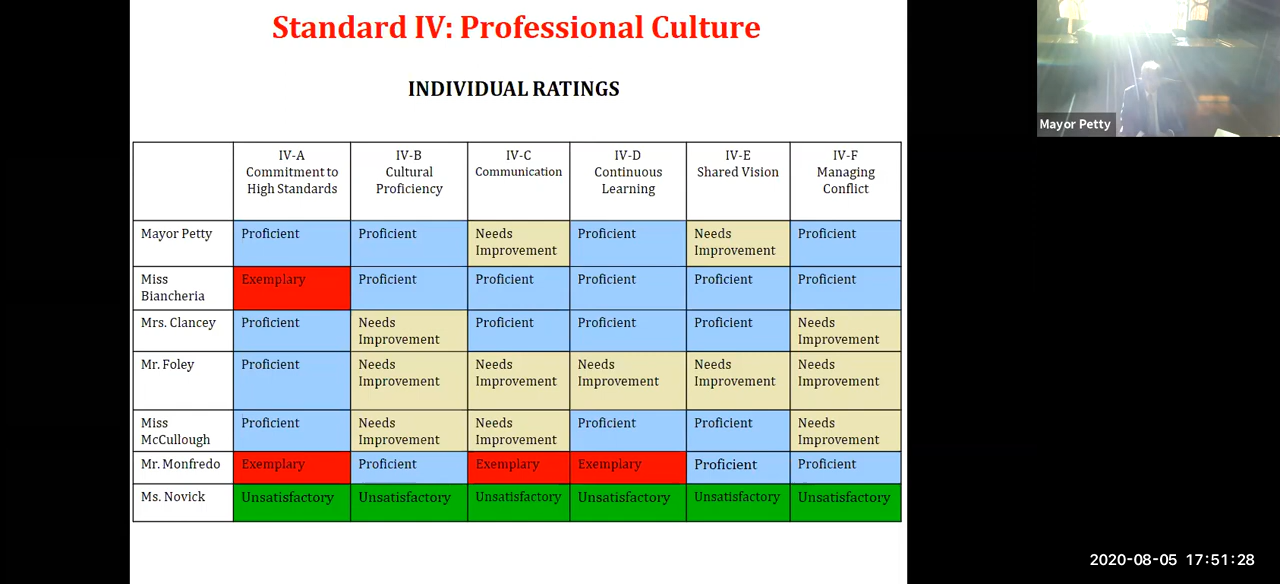 Standard IV: Professional Culture
INDIVIDUAL RATINGS
Mayor Petty
IV-A
Commitment to
High Standards
IV-B
Cultural
Proficiency
IV-C
Communication
IV-D
Continuous
Learning
IV-E
Shared Vision
IV-F
Managing
Conflict
Mayor Petty
Proficient
Proficient
Needs
Improvement
Proficient
Needs
Improvement
Proficient
Miss
Biancheria
Exemplary
Proficient
Proficient
Proficient
Proficient
Proficient
Mrs. Clancey
Proficient
Needs
Improvement
Proficient
Proficient
Proficient
Needs
Improvement
Mr. Foley
Proficient
Needs
Improvement
Needs
Improvement
Needs
Improvement
Needs
Improvement
Needs
Improvement
Miss
McCullough
Proficient
Needs
Improvement
Needs
Improvement
Proficient
Proficient
Needs
Improvement
Mr. Monfredo
Exemplary
Proficient
Exemplary
Exemplary
Proficient
Proficient
Ms. Novick
Unsatisfactory
Unsatisfactory
Unsatisfactory
Unsatisfactory
Unsatisfactory
Unsatisfactory
2020-08-05 17:51:28